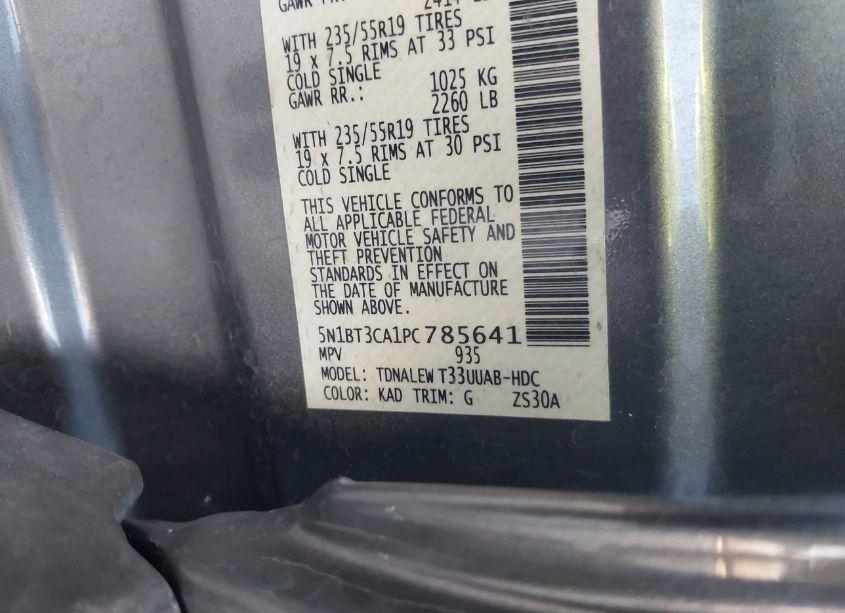 GAWR
WITH 235/55R19 TIRES
19 x 7.5 RIMS AT 33 PSI
COLD SINGLE
GAWR RR.: 1025 KG
2260 LB
WITH 235/55R19 TIRES
19 x 7.5 RIMS AT 30 PSI
COLD SINGLE
THIS VEHICLE CONFORMS TO
ALL APPLICABLE FEDERAL
MOTOR VEHICLE SAFETY AND
THEFT PREVENTION
STANDARDS IN EFFECT ON
THE DATE OF MANUFACTURE
SHOWN ABOVE.
5N1BT3CA1PC785641
MPV 935
MODEL: TDNALEW T33UUAB-HDC
COLOR: KAD TRIM: G ZS30A